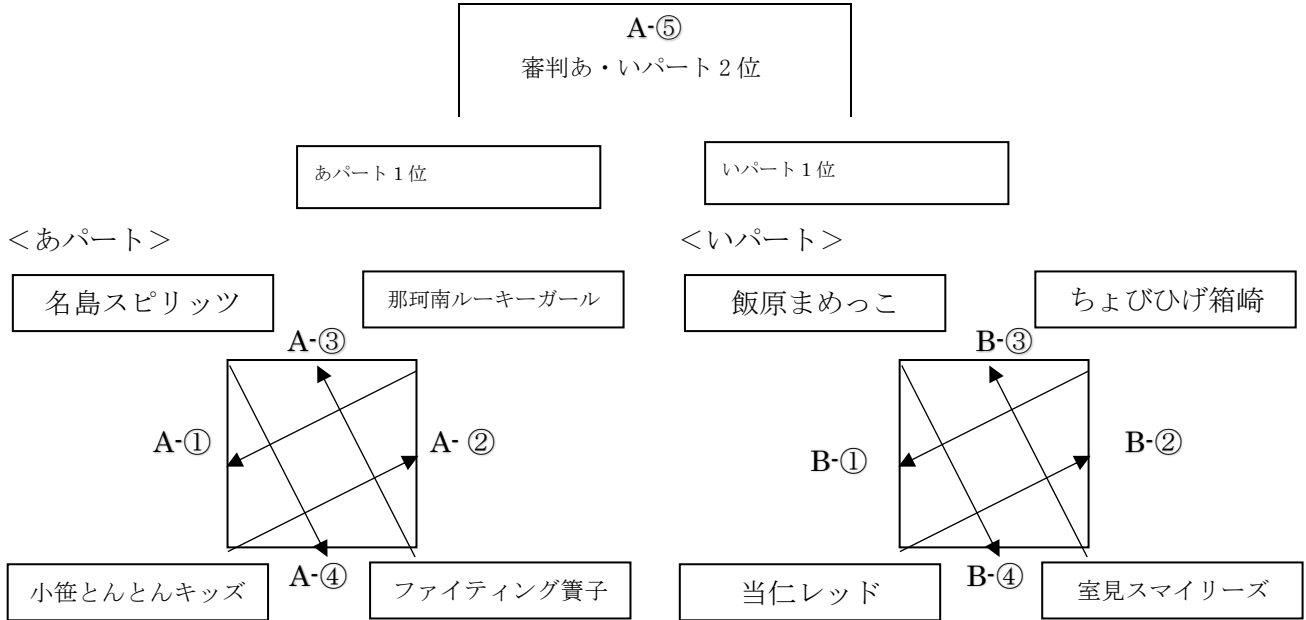 A-⑤
審判あ・いパート２位
あパート１位
いパート１位
＜あパート＞
＜いパート＞
名島スピリッツ
那珂南ルーキーガール
飯原まめっこ
ちょびひげ箱崎
A-③
B-③
A-①
A- ②
B-①
B-②
小笹とんとんキッズ
A-④
ファイティング簀子
当仁レッド
B-④
室見スマイリーズ